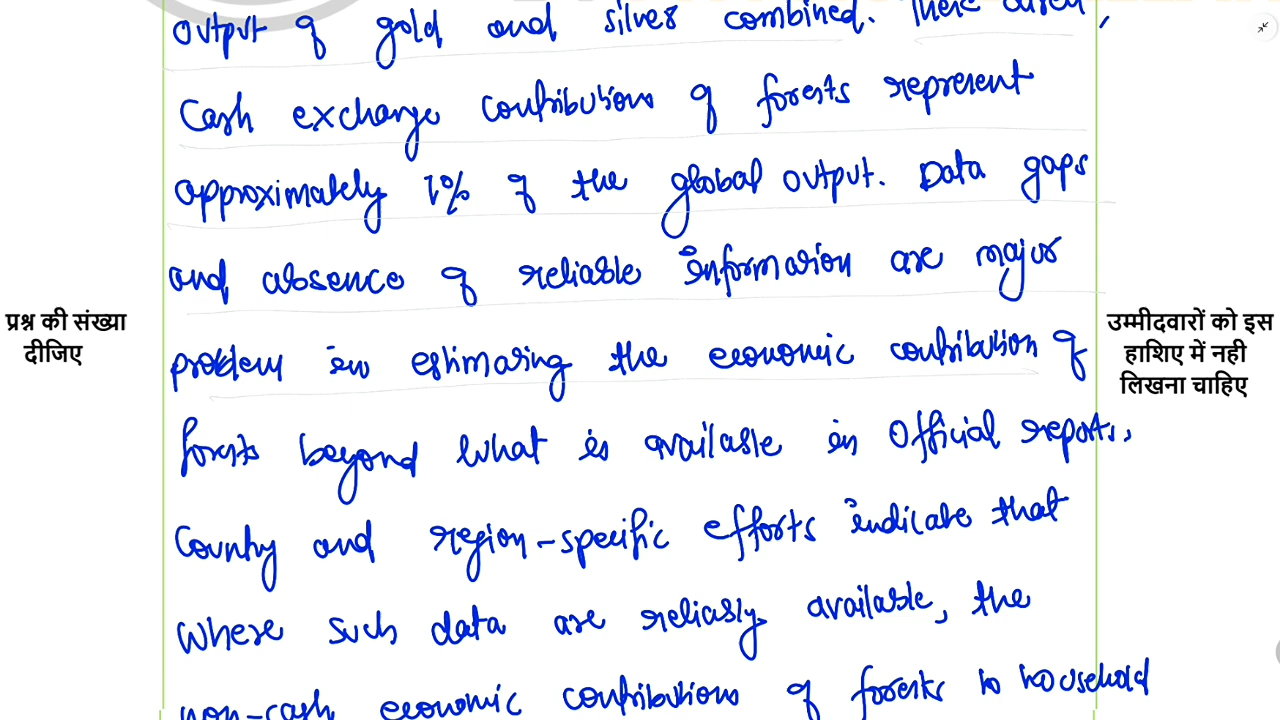 output of gold and silver combined.
Cash exchange contributions of forests represent
approximately 1% of the global output. Data gaps
and absence of reliable information are major
problem in estimating the economic contribution of
forests beyond what is available in Official reports.
Country and region-specific efforts indicate that
Where such data are reliably available, the
non-cash economic contributions of forests to household
प्रश्न की संख्या
दीजिए
उम्मीदवारों को इस
हाशिए में नही
लिखना चाहिए